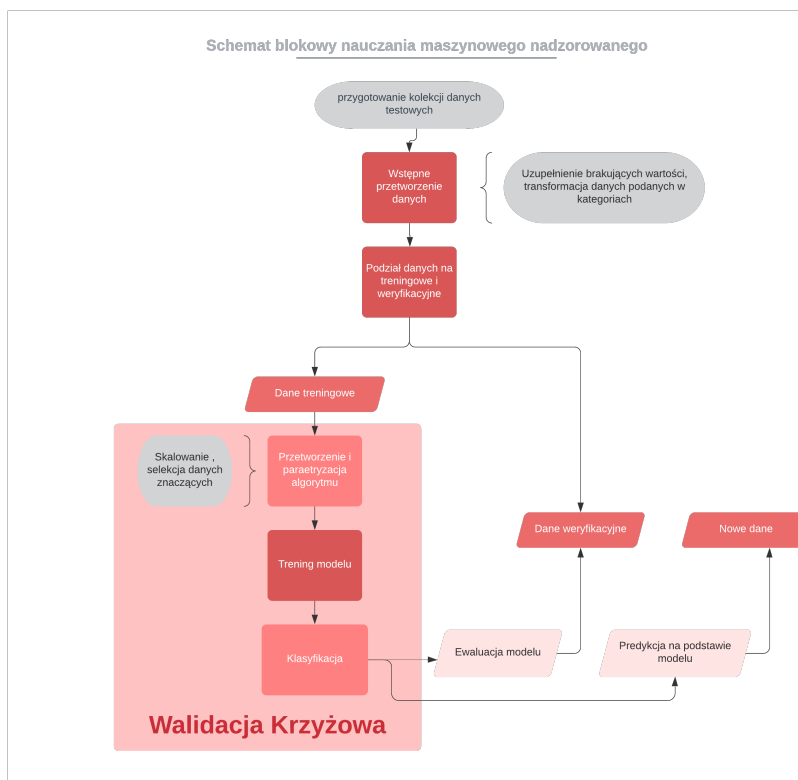 Schemat blokowy nauczania maszynowego nadzorowanego
przygotowanie kolekcji danych
testowych
Wstępne
przetworzenie
danych
Uzupełnienie brakujących wartości,
transformacja danych podanych w
kategoriach
Podział danych na
treningowe i
weryfikacyjne
Dane treningowe
Skalowanie ,
selekcja danych
znaczących
Przetworzenie i
paraetryzacja
algorytmu
Trening modelu
Dane weryfikacyjne
Nowe dane
Klasyfikacja
Ewaluacja modelu
Predykcja na podstawie
modelu
Walidacja Krzyżowa